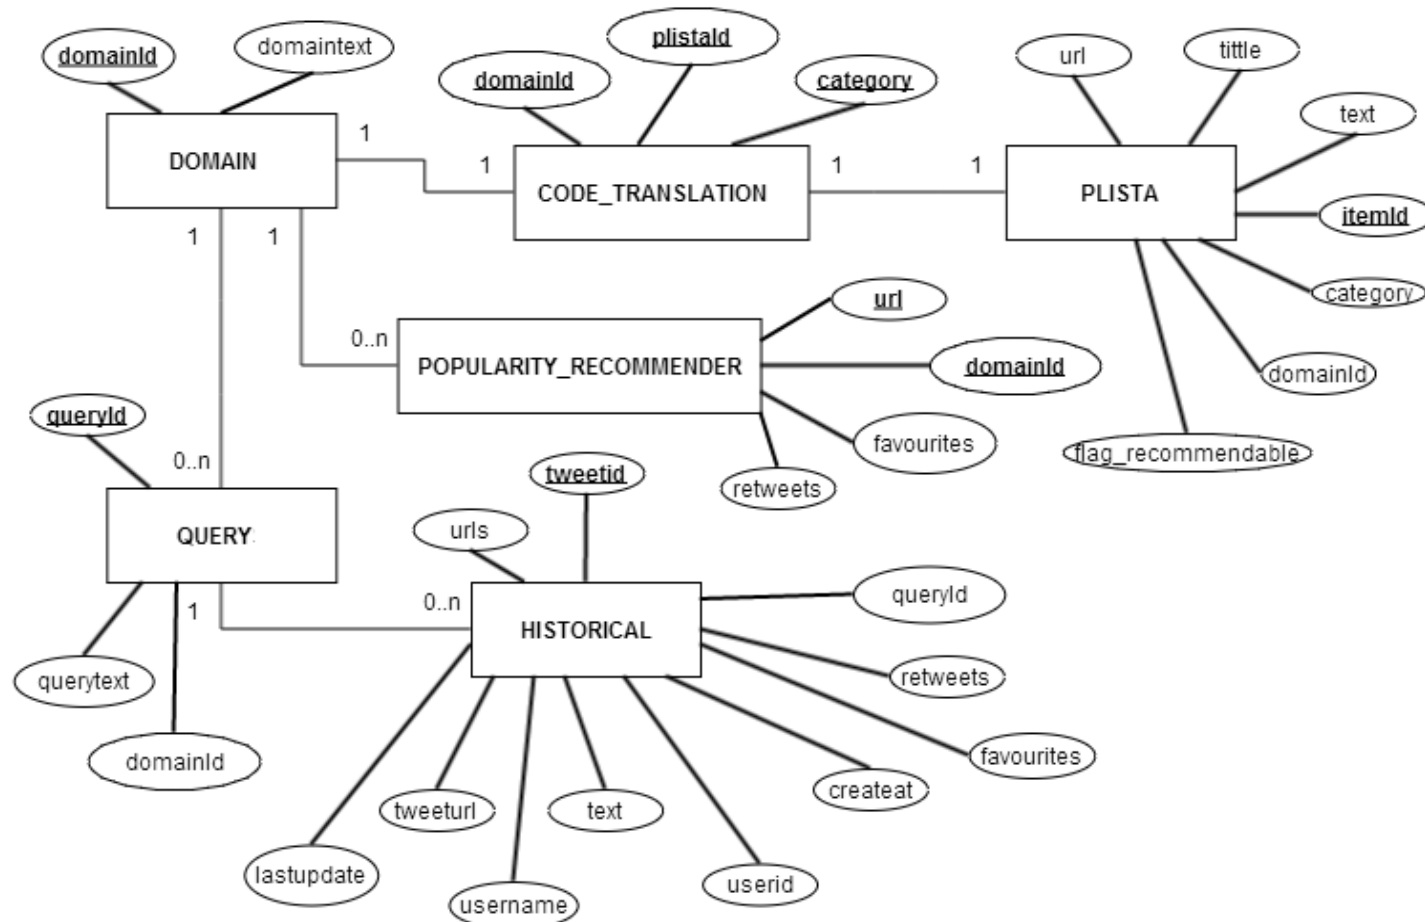 plistaId
domainId
domaintext
url
tittle
domainId
category
text
1
DOMAIN
1
1
1
CODE_TRANSLATION
PLISTA
itemId
1
1
category
url
0..n
POPULARITY_RECOMMENDER
domainId
domainId
queryId
favourites
flag_recommendable
0..n
tweetid
retweets
urls
QUERY
queryId
1
0..n
HISTORICAL
querytext
retweets
domainId
favourites
createat
tweeturl
text
lastupdate
userid
username